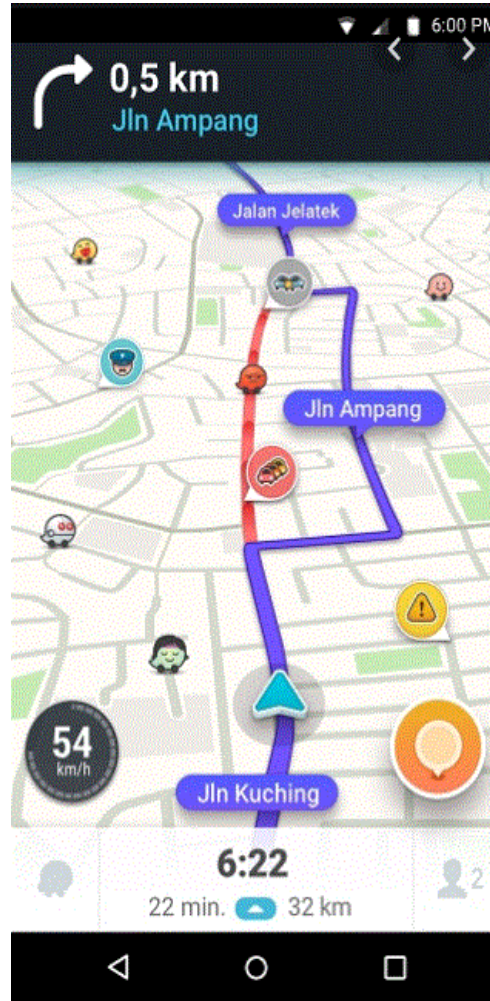 6:00 PM
0,5 km
Jln Ampang
Jalan Jelatek
Jln Ampang
54
km/h
Jln Kuching
6:22
22 min. 32 km
2